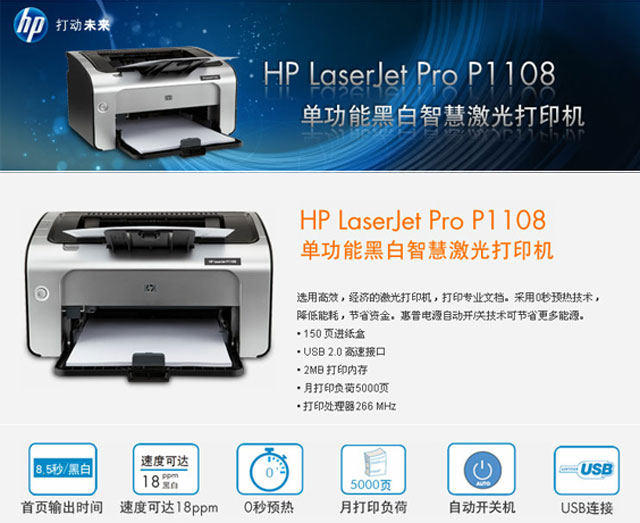 hp 打动未来
HP LaserJet Pro P1108
单功能黑白智慧激光打印机
HP LaserJet Pro P1108
单功能黑白智慧激光打印机
选用高效，经济的激光打印机，打印专业文档。采用0秒预热技术，
降低能耗，节省资金。惠普电源自动开/关技术可节省更多能源。
• 150 页进纸盒
• USB 2.0 高速接口
• 2MB 打印内存
• 月打印负荷5000页
• 打印处理器266 MHz
8.5秒/黑白
首页输出时间
速度可达
18 ppm 黑白
速度可达18ppm
0
0秒预热
5000页
月打印负荷
AUTO
自动开关机
USB
USB连接